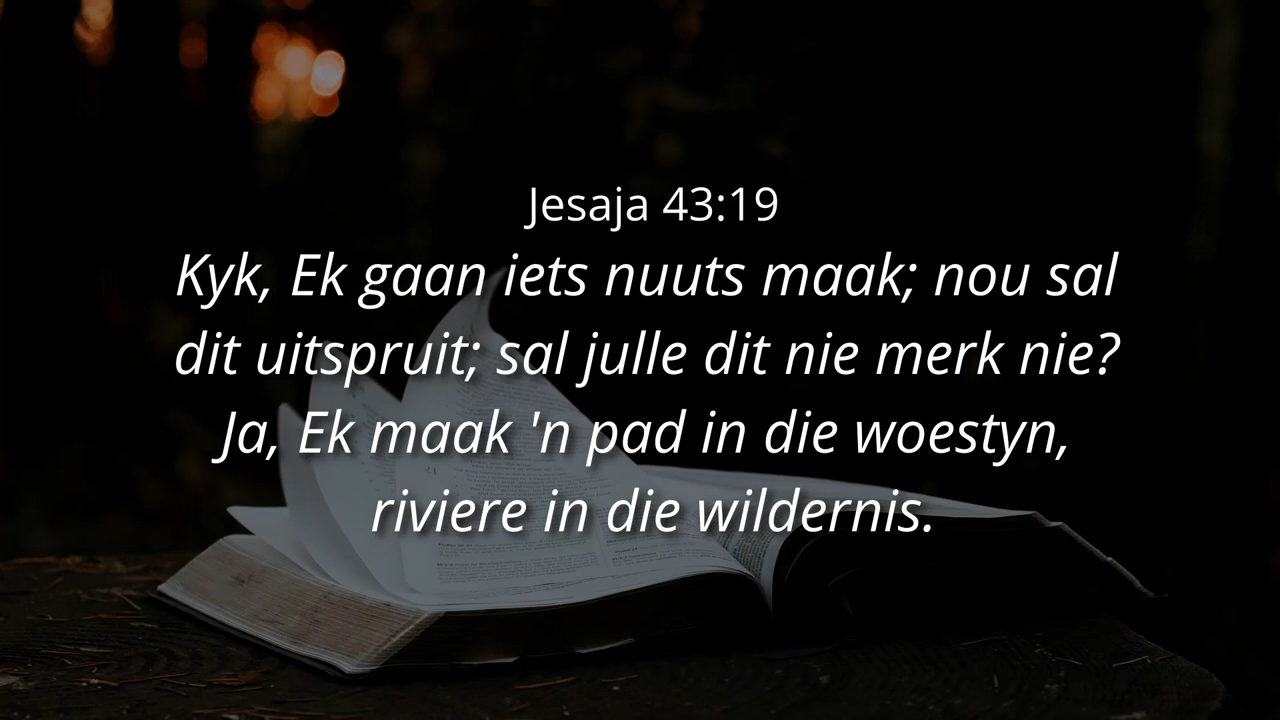 Jesaja 43:19
Kyk, Ek gaan iets nuuts maak; nou sal
dit uitspruit; sal julle dit nie merk nie?
Ja, Ek maak 'n pad in die woestyn,
riviere in die wildernis.